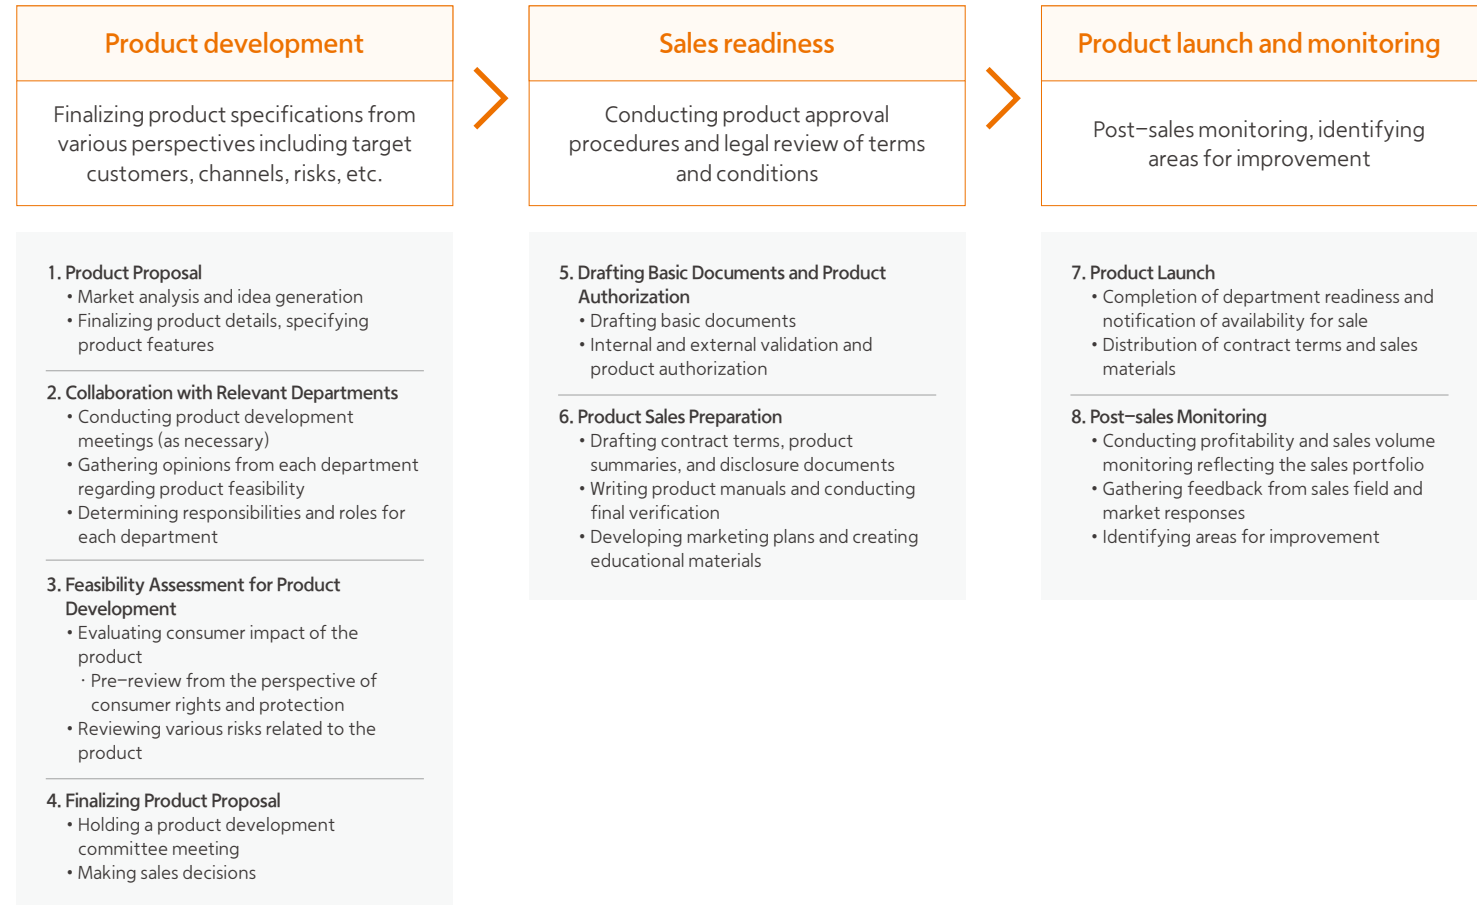 Product development
Finalizing product specifications from
various perspectives including target
customers, channels, risks, etc.
1. Product Proposal
• Market analysis and idea generation
• Finalizing product details, specifying
product features
2. Collaboration with Relevant Departments
• Conducting product development
meetings (as necessary)
• Gathering opinions from each department
regarding product feasibility
• Determining responsibilities and roles for
each department
3. Feasibility Assessment for Product
Development
• Evaluating consumer impact of the
product
· Pre-review from the perspective of
consumer rights and protection
• Reviewing various risks related to the
product
4. Finalizing Product Proposal
• Holding a product development
committee meeting
• Making sales decisions
Sales readiness
Conducting product approval
procedures and legal review of terms
and conditions
5. Drafting Basic Documents and Product
Authorization
• Drafting basic documents
• Internal and external validation and
product authorization
6. Product Sales Preparation
• Drafting contract terms, product
summaries, and disclosure documents
• Writing product manuals and conducting
final verification
• Developing marketing plans and creating
educational materials
Product launch and monitoring
Post-sales monitoring, identifying
areas for improvement
7. Product Launch
• Completion of department readiness and
notification of availability for sale
• Distribution of contract terms and sales
materials
8. Post-sales Monitoring
• Conducting profitability and sales volume
monitoring reflecting the sales portfolio
• Gathering feedback from sales field and
market responses
• Identifying areas for improvement